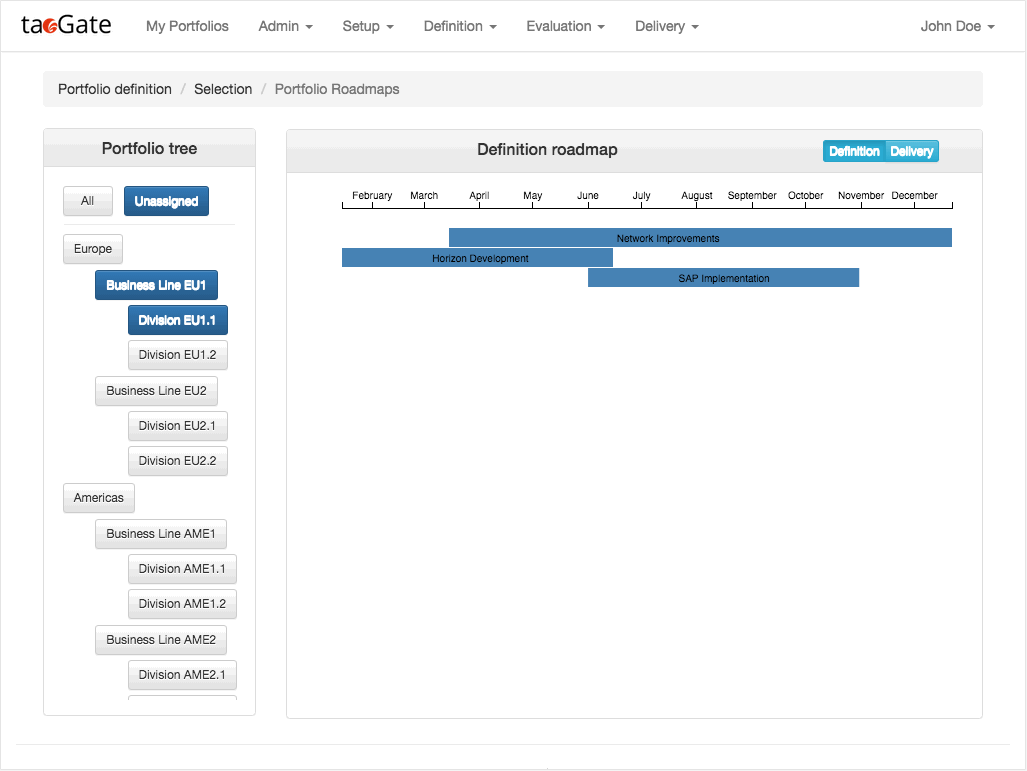 taoGate My Portfolios Admin Setup Definition Evaluation Delivery John Doe
Portfolio definition / Selection / Portfolio Roadmaps
Portfolio tree
All Unassigned
Europe
Business Line EU1
Division EU1.1
Division EU1.2
Business Line EU2
Division EU2.1
Division EU2.2
Americas
Business Line AME1
Division AME1.1
Division AME1.2
Business Line AME2
Division AME2.1
Definition roadmap
Definition Delivery
February March April May June July August September October November December
Network Improvements
Horizon Development
SAP Implementation